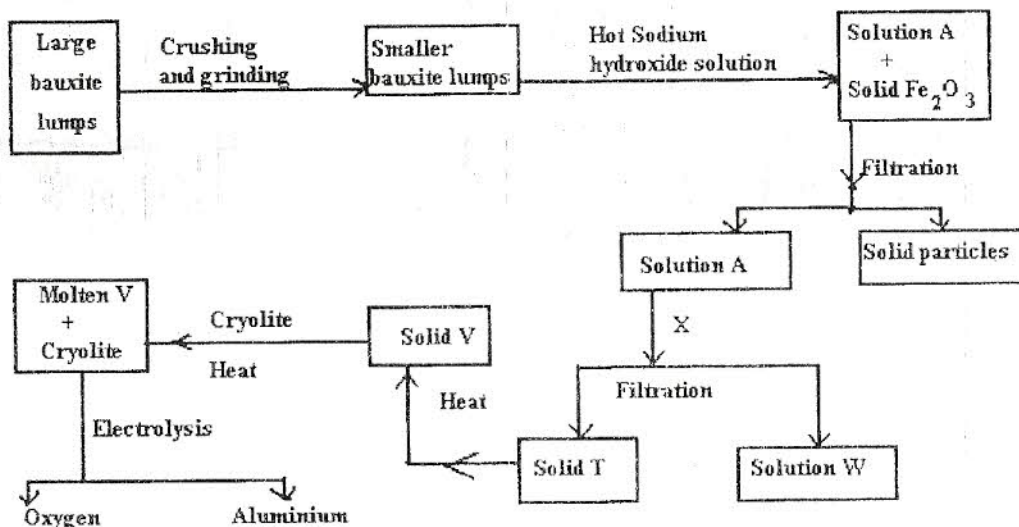 Large
bauxite
lumps
Crushing
and grinding
Smaller
bauxite lumps
Hot Sodium
hydroxide solution
Solution A
+
Solid Fe₂O₃
Filtration
Solution A
Solid particles
X
Filtration
Solid T
Solution W
Heat
Solid V
Cryolite
Heat
Molten V
+
Cryolite
Electrolysis
Oxygen
Aluminium